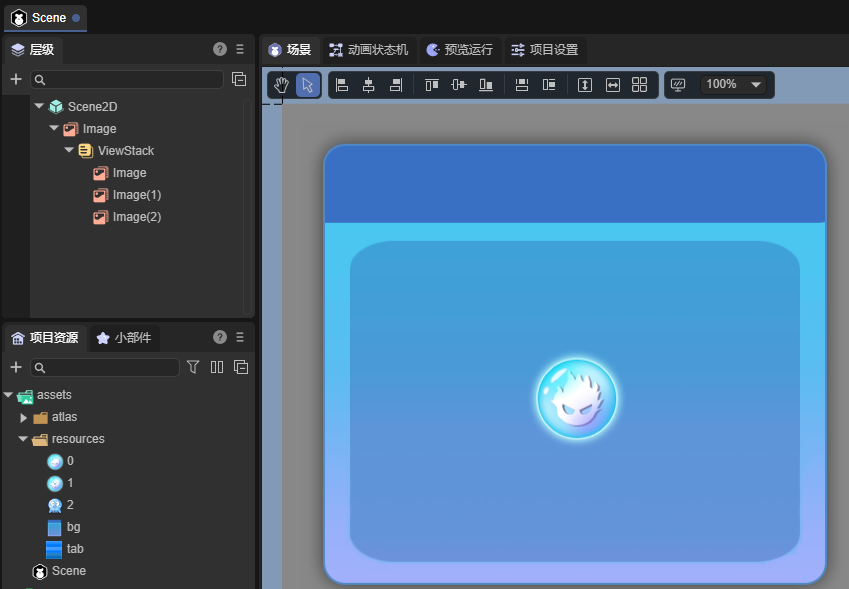 Scene
层级
?
Scene2D
Image
ViewStack
Image
Image(1)
Image(2)
项目资源
小部件
?
assets
atlas
resources
0
1
2
bg
tab
Scene
场景
动画状态机
预览运行
项目设置
100%